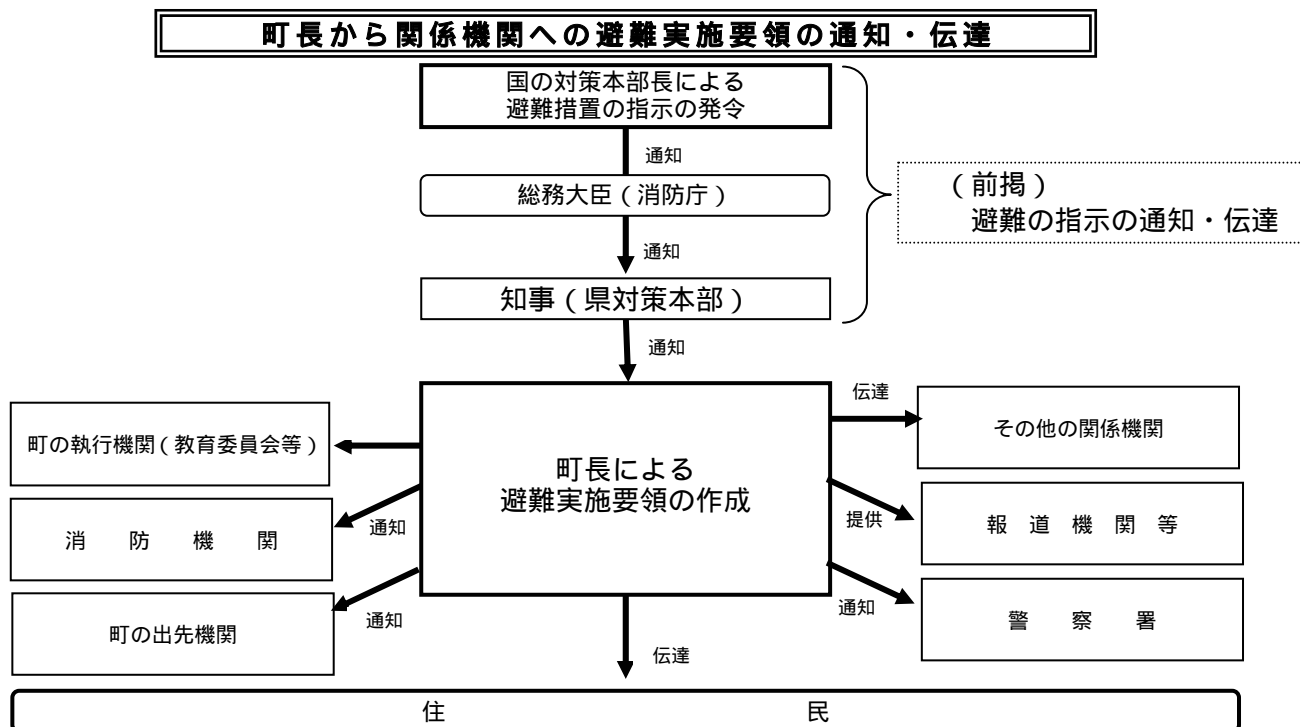 町長から関係機関への避難実施要領の通知・伝達
国の対策本部長による
避難措置の指示の発令
通知
総務大臣(消防庁)
通知
知事(県対策本部)
(前掲)
避難の指示の通知・伝達
通知
町長による
避難実施要領の作成
町の執行機関(教育委員会等)
消 防 機 関
通知
町の出先機関
通知
伝達
その他の関係機関
提供
報 道 機 関 等
通知
警 察 署
伝達
住 民